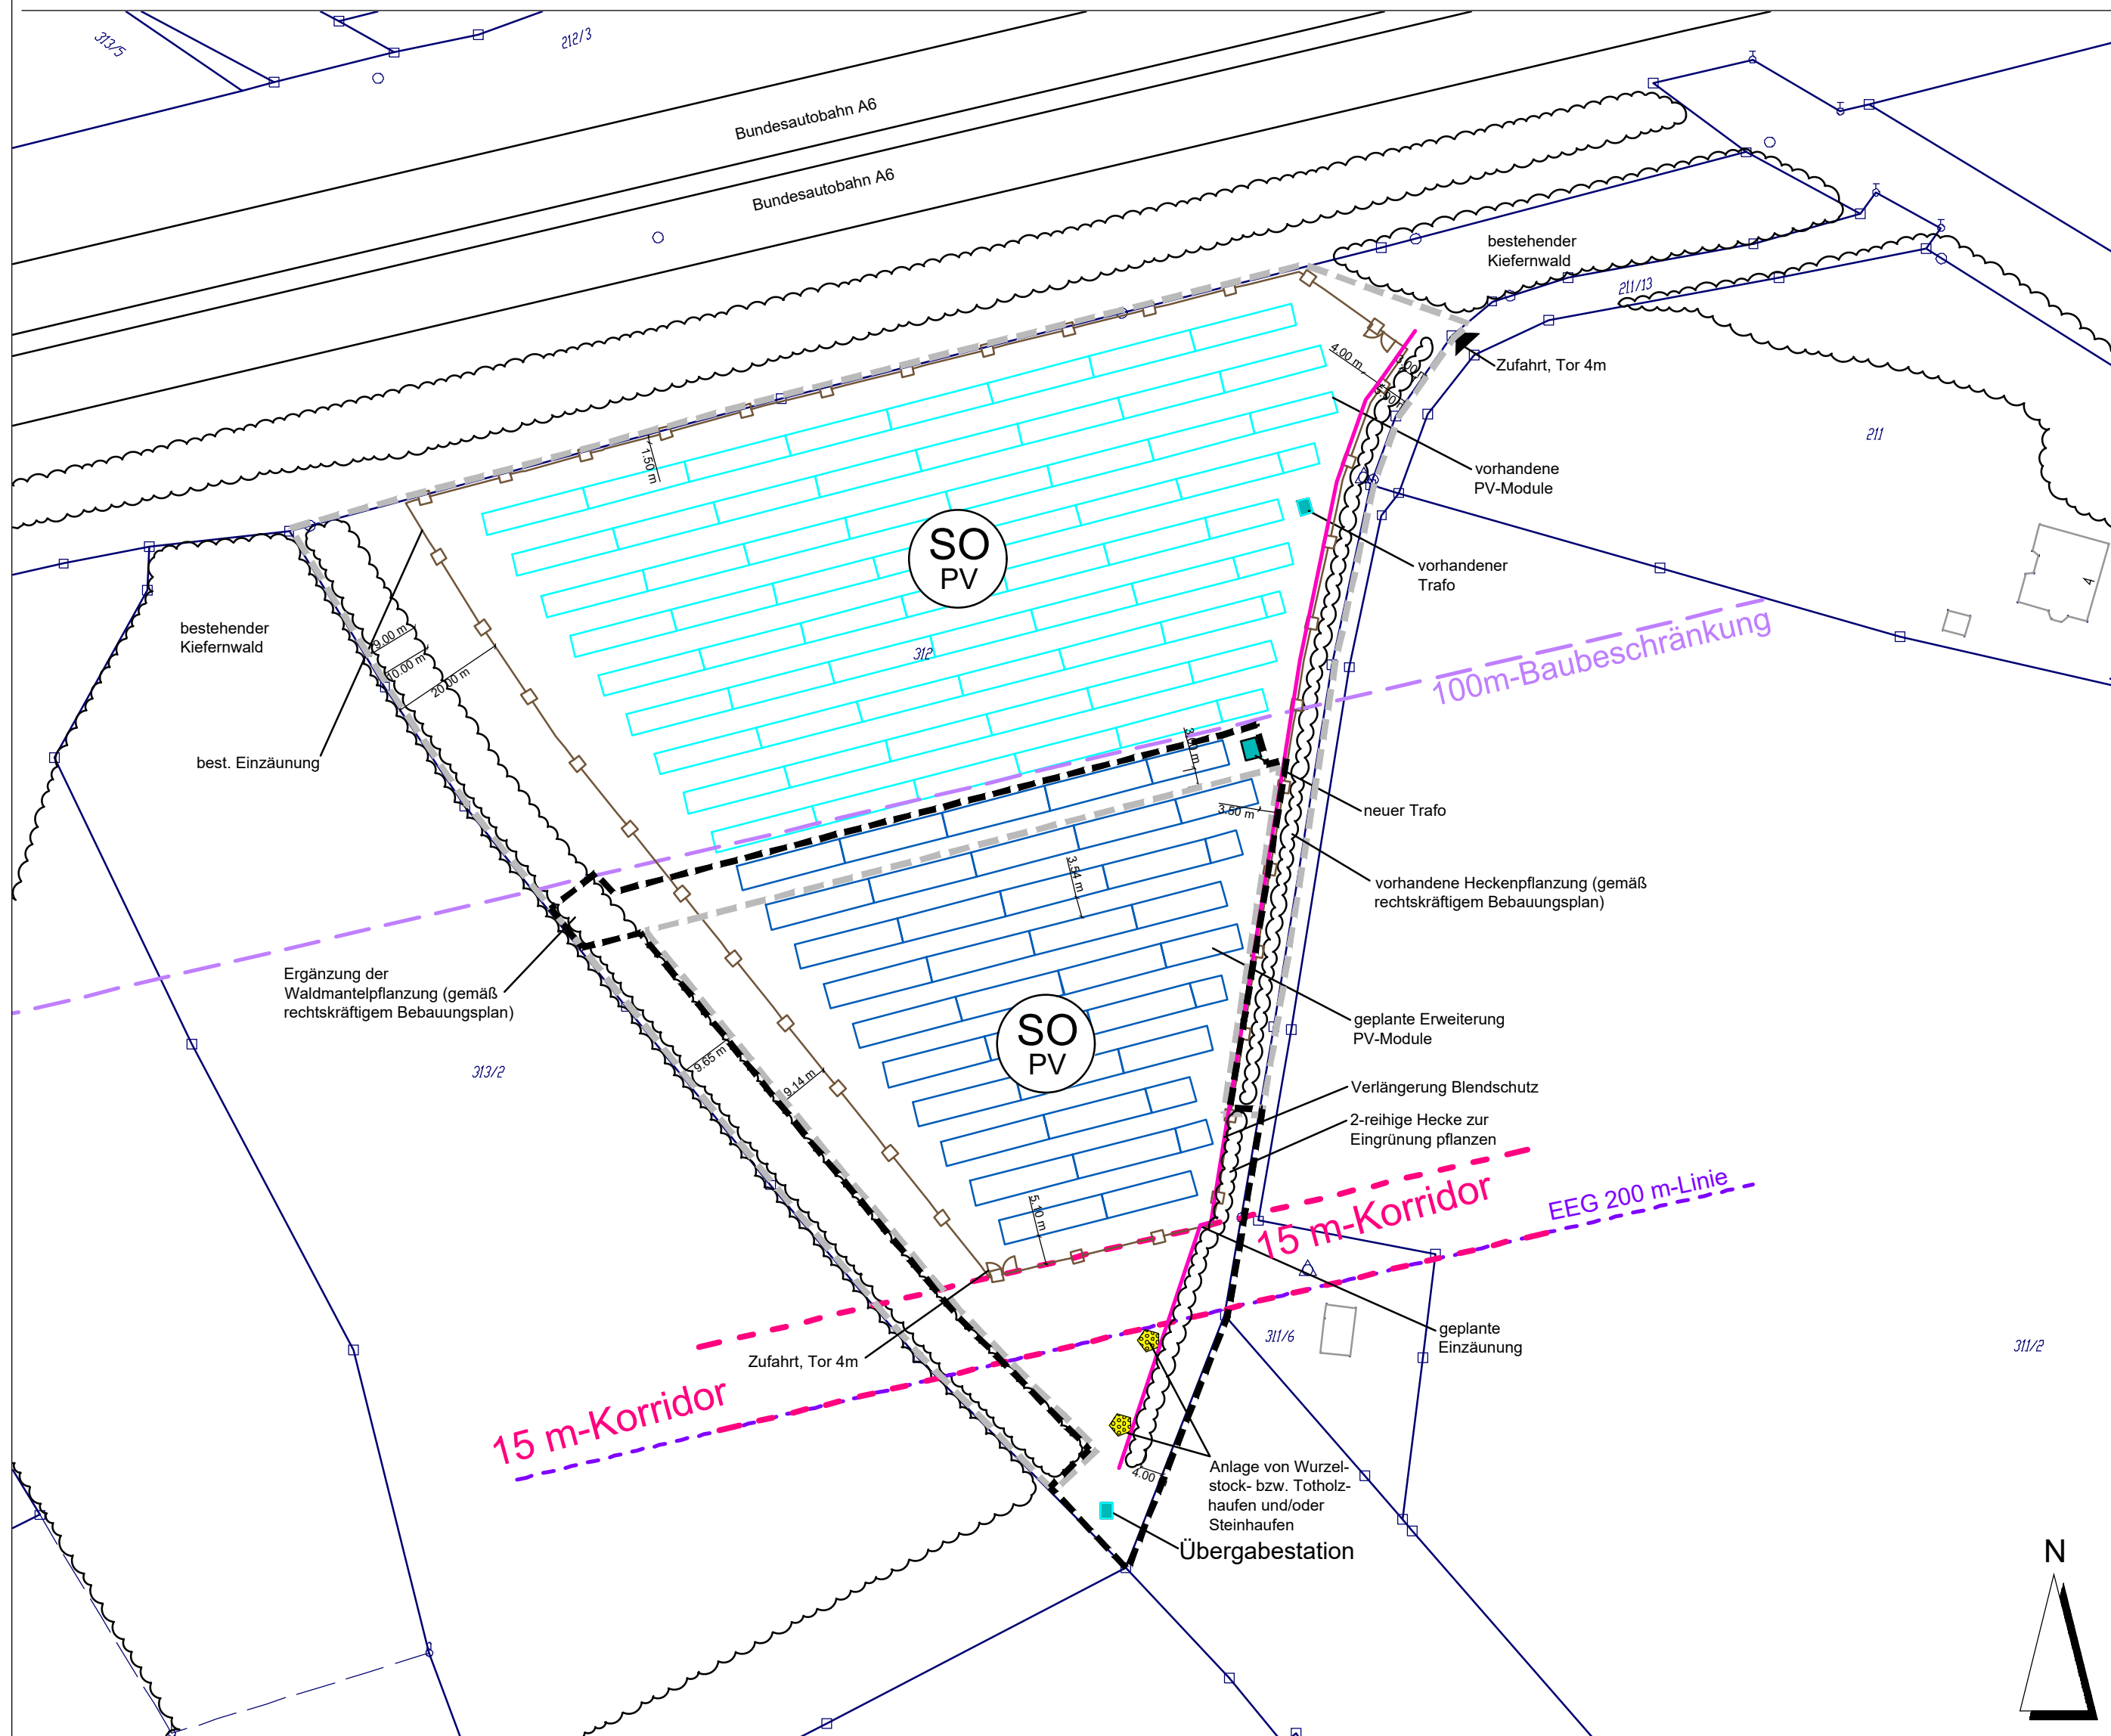 313/5
212/3
Bundesautobahn A6
Bundesautobahn A6
bestehender
Kiefernwald
211/13
Zufahrt, Tor 4m
4.00 m
211
1.50 m
vorhandene
PV-Module
SO
PV
vorhandener
Trafo
4
bestehender
Kiefernwald
9.00 m
10.00 m
20.00 m
312
100m-Baubeschränkung
best. Einzäunung
neuer Trafo
3.50 m
3.54 m
vorhandene Heckenpflanzung (gemäß
rechtskräftigem Bebauungsplan)
Ergänzung der
Waldmantelpflanzung (gemäß
rechtskräftigem Bebauungsplan)
geplante Erweiterung
PV-Module
SO
PV
313/2
9.65 m
9.14 m
Verlängerung Blendschutz
2-reihige Hecke zur
Eingrünung pflanzen
5.10 m
15 m-Korridor
EEG 200 m-Linie
311/6
geplante
Einzäunung
311/2
Zufahrt, Tor 4m
15 m-Korridor
4.00
Anlage von Wurzel-
stock- bzw. Totholz-
haufen und/oder
Steinhaufen
Übergabestation
N